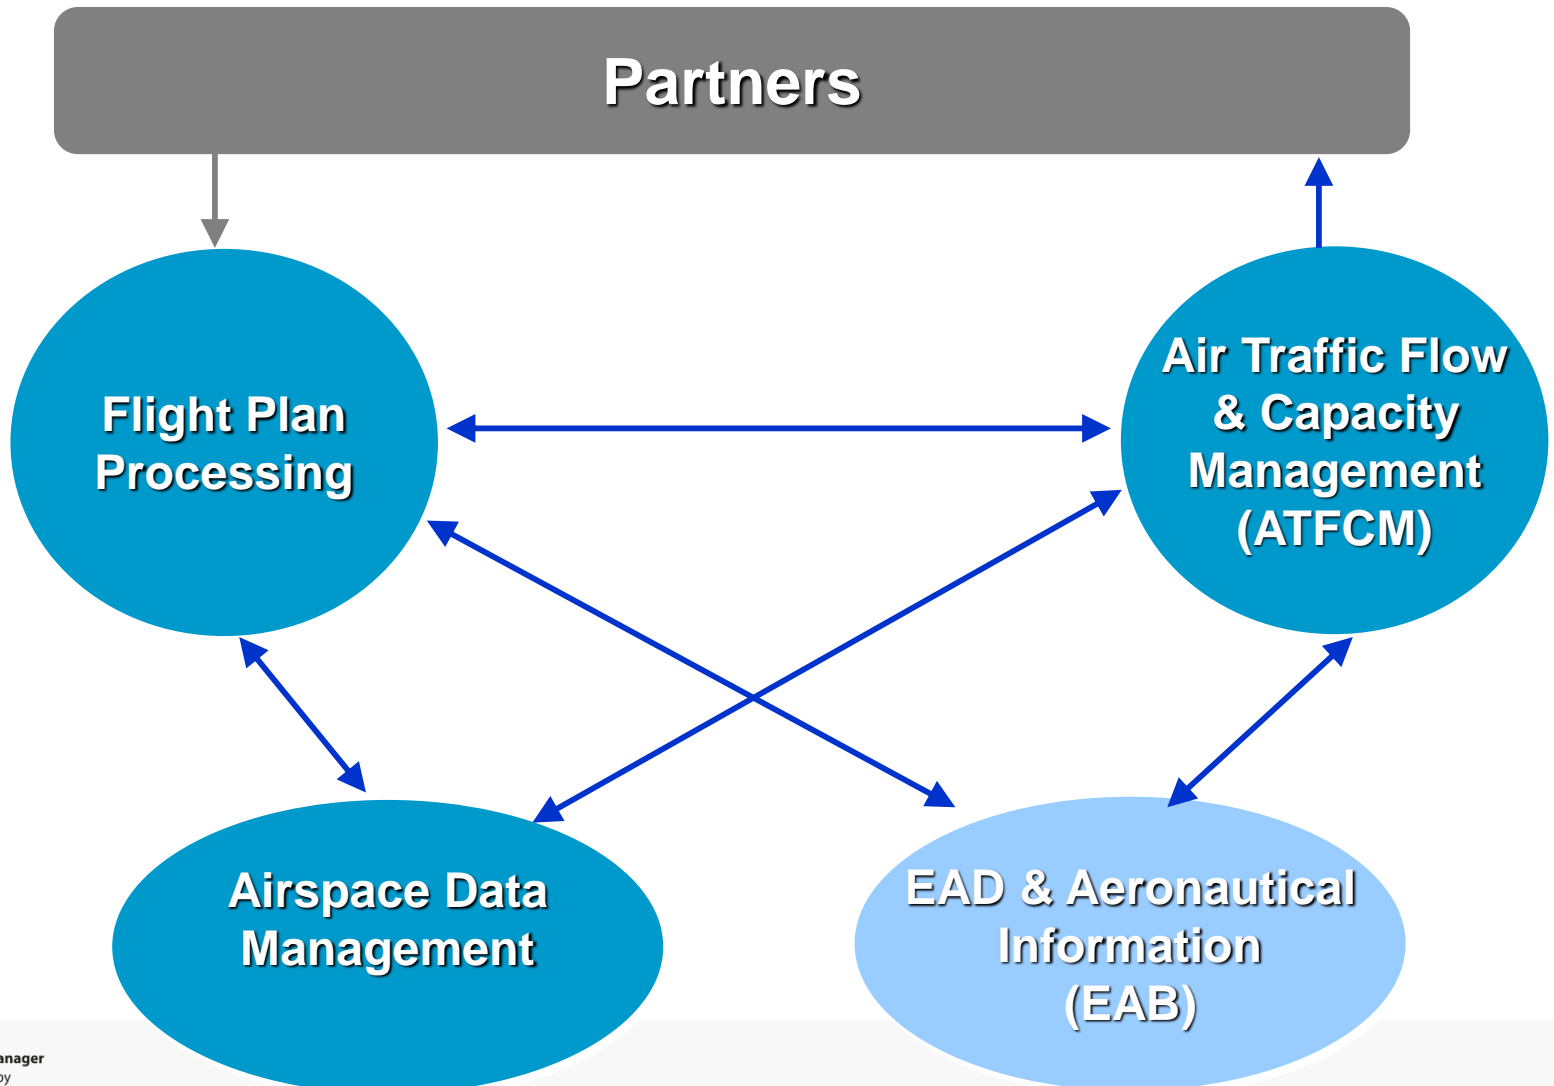 Partners
Flight Plan
Processing
Air Traffic Flow
& Capacity
Management
(ATFCM)
Airspace Data
Management
EAD & Aeronautical
Information
(EAB)